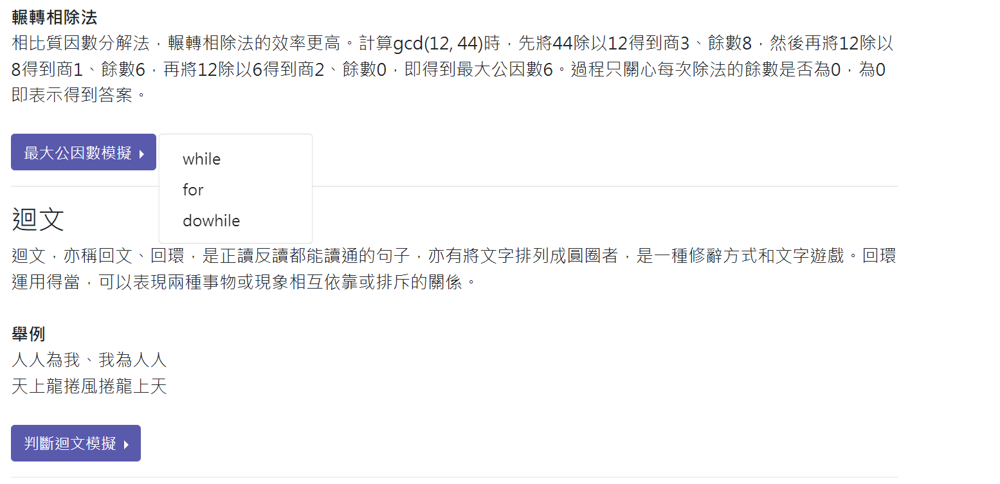 輾轉相除法
相比質因數分解法，輾轉相除法的效率更高。計算gcd(12, 44)時，先將44除以12得到商3、餘數8，然後再將12除以
8得到商1、餘數6，再將12除以6得到商2、餘數0，即得到最大公因數6。過程只關心每次除法的餘數是否為0，為0
即表示得到答案。
最大公因數模擬
while
for
dowhile
迴文
迴文，亦稱回文、回環，是正讀反讀都能讀通的句子，亦有將文字排列成圓圈者，是一種修辭方式和文字遊戲。回環
運用得當，可以表現兩種事物或現象相互依靠或排斥的關係。
舉例
人人為我、我為人人
天上龍捲風捲龍上天
判斷迴文模擬